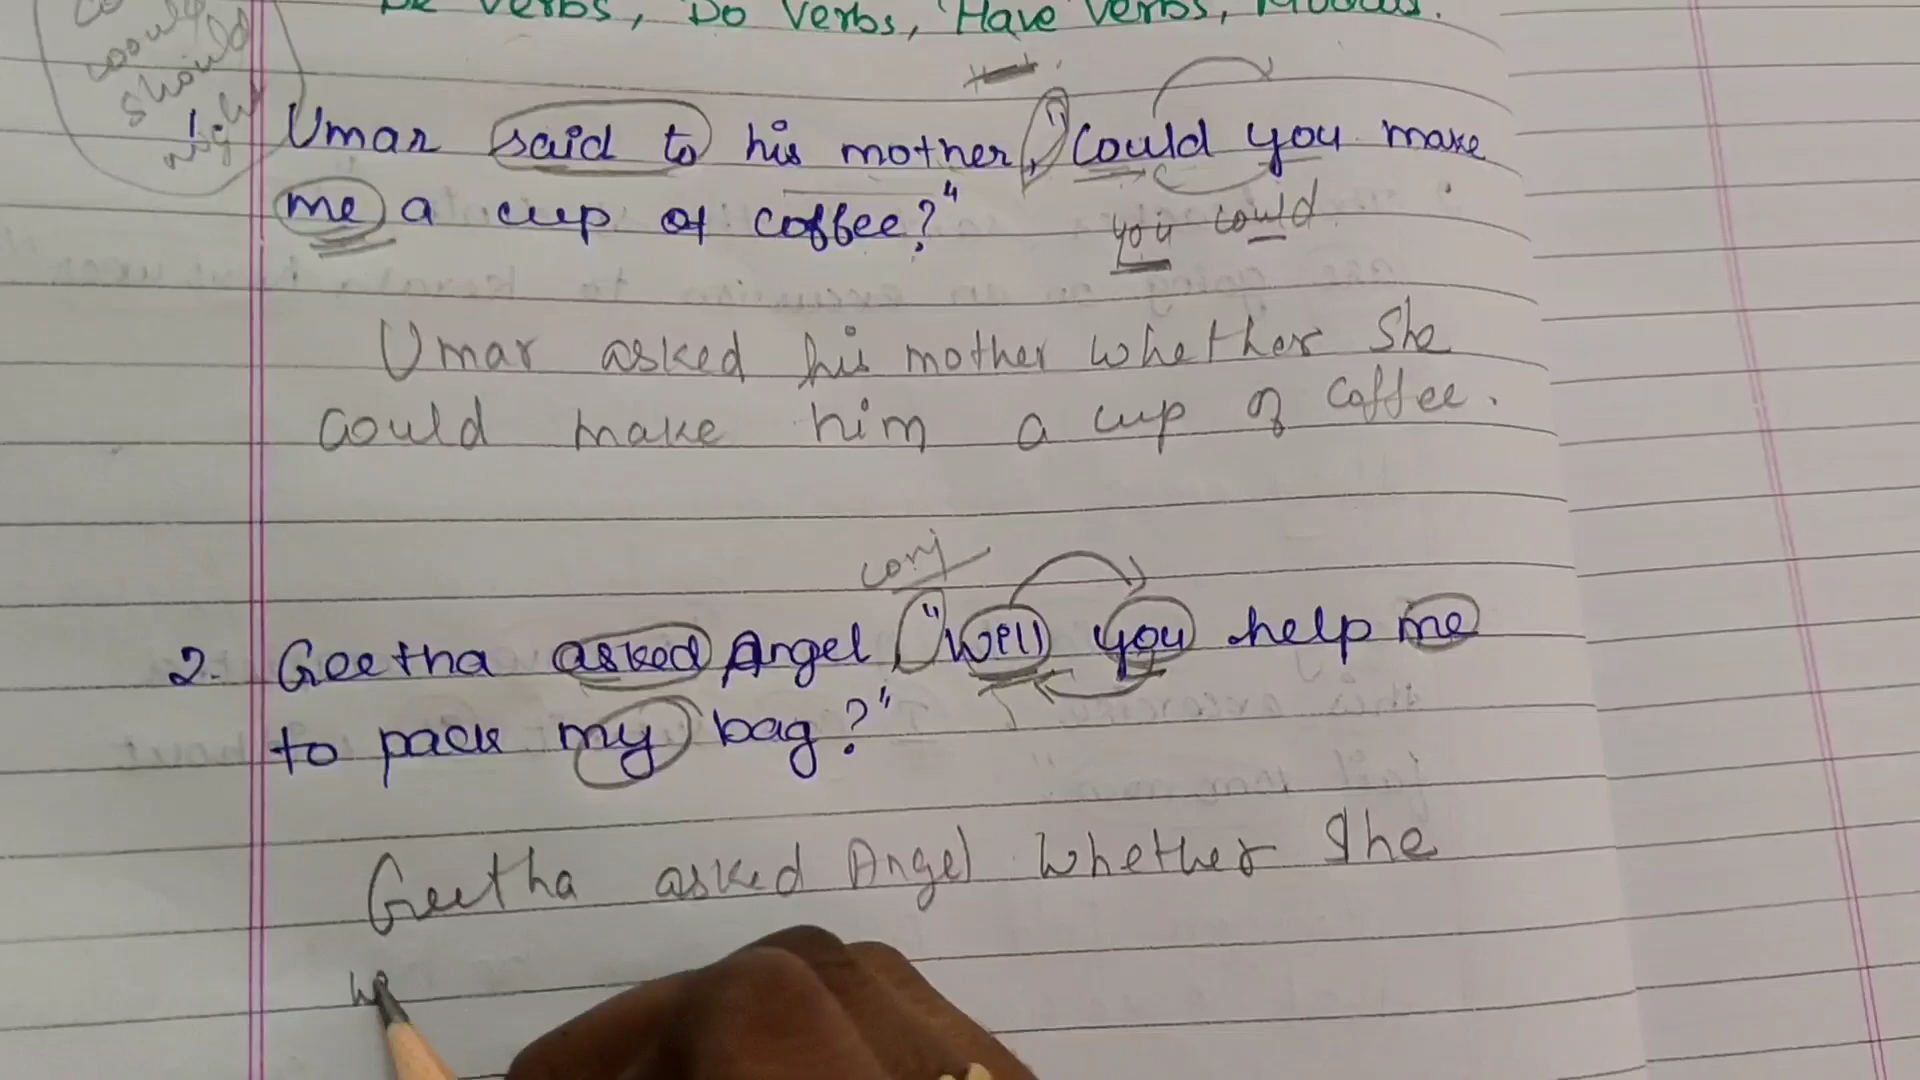 Be Verbs, Do Verbs, Have Verbs, Modals.
would
should
might
1. Umar said to his mother, "Could you make
me a cup of coffee?"
you could
Umar asked his mother whether She
could make him a cup of coffee.
conj
2. Geetha asked Angel, "Will you help me
to pack my bag?"
Geetha asked Angel whether She